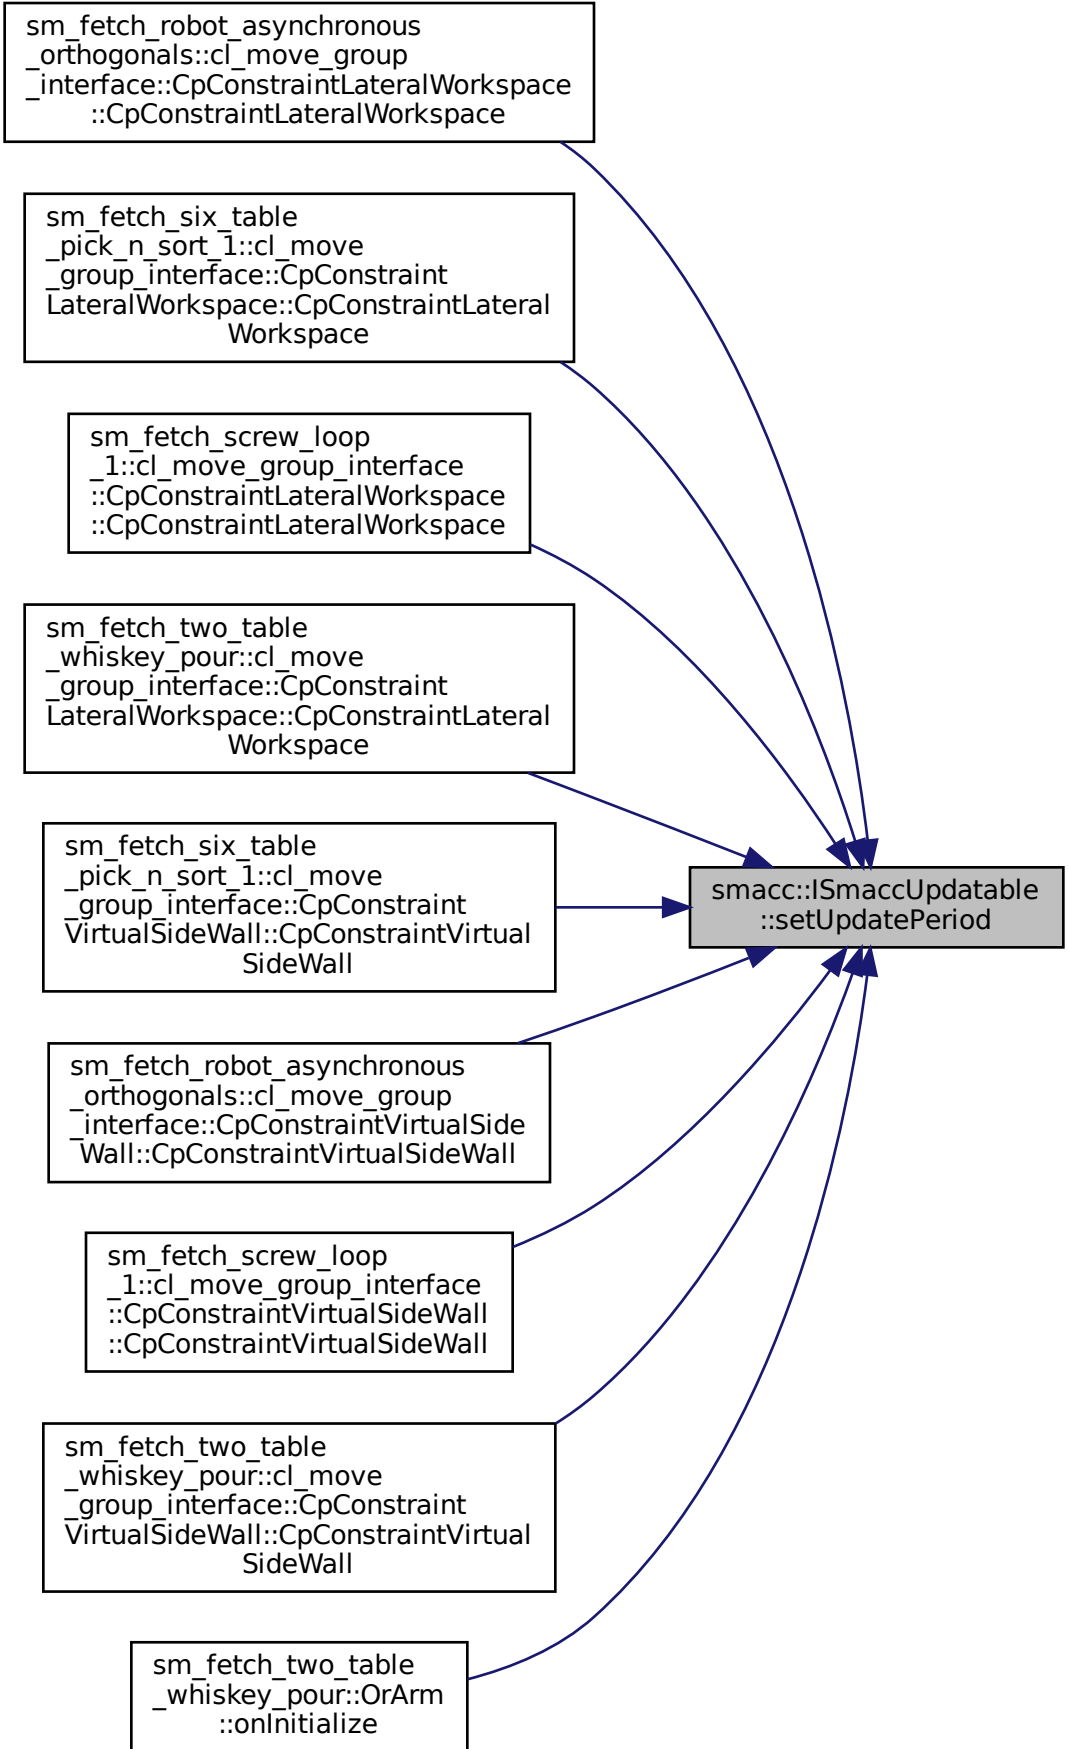 sm_fetch_robot_asynchronous
_orthogonals::cl_move_group
_interface::CpConstraintLateralWorkspace
::CpConstraintLateralWorkspace
sm_fetch_six_table
_pick_n_sort_1::cl_move
_group_interface::CpConstraint
LateralWorkspace::CpConstraintLateral
Workspace
sm_fetch_screw_loop
_1::cl_move_group_interface
::CpConstraintLateralWorkspace
::CpConstraintLateralWorkspace
sm_fetch_two_table
_whiskey_pour::cl_move
_group_interface::CpConstraint
LateralWorkspace::CpConstraintLateral
Workspace
sm_fetch_six_table
_pick_n_sort_1::cl_move
_group_interface::CpConstraint
VirtualSideWall::CpConstraintVirtual
SideWall
smacc::ISmaccUpdatable
::setUpdatePeriod
sm_fetch_robot_asynchronous
_orthogonals::cl_move_group
_interface::CpConstraintVirtualSide
Wall::CpConstraintVirtualSideWall
sm_fetch_screw_loop
_1::cl_move_group_interface
::CpConstraintVirtualSideWall
::CpConstraintVirtualSideWall
sm_fetch_two_table
_whiskey_pour::cl_move
_group_interface::CpConstraint
VirtualSideWall::CpConstraintVirtual
SideWall
sm_fetch_two_table
_whiskey_pour::OrArm
::onInitialize